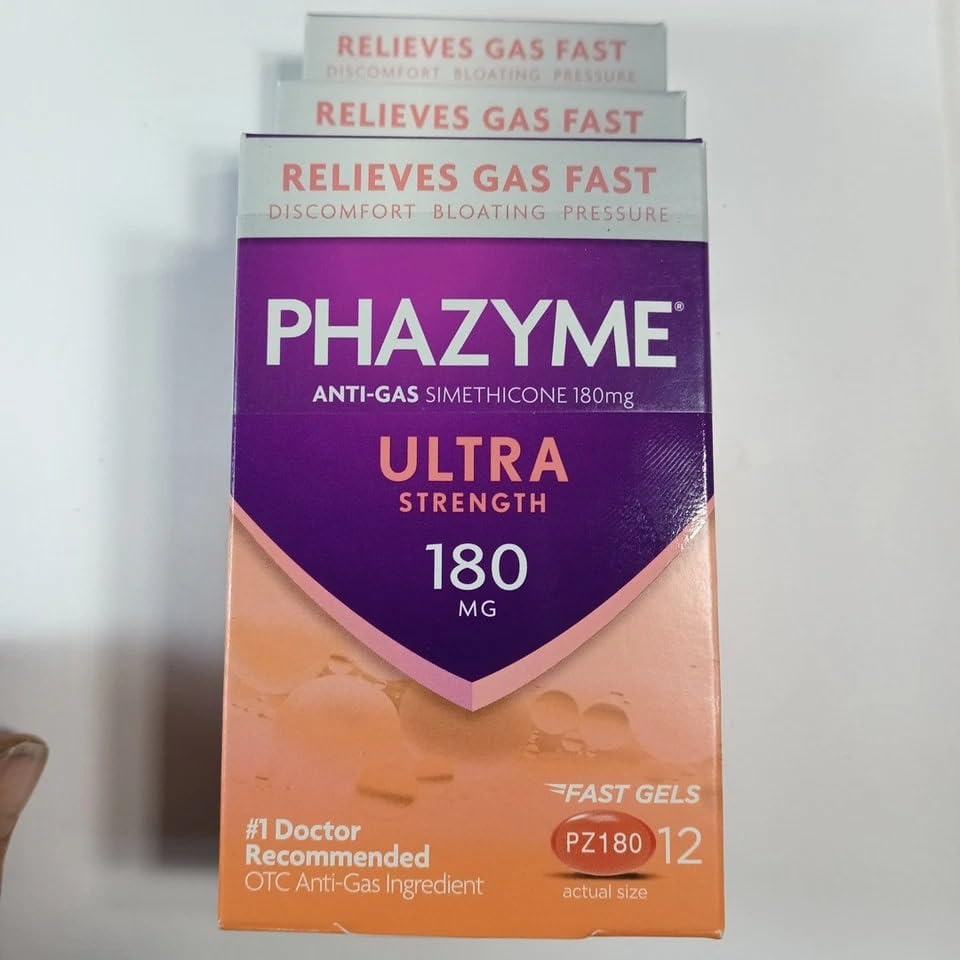 RELIEVES GAS FAST
DISCOMFORT BLOATING PRESSURE
RELIEVES GAS FAST
RELIEVES GAS FAST
DISCOMFORT BLOATING PRESSURE
PHAZYME®
ANTI-GAS SIMETHICONE 180mg
ULTRA
STRENGTH
180
MG
FAST GELS
PZ180 12
actual size
#1 Doctor
Recommended
OTC Anti-Gas Ingredient